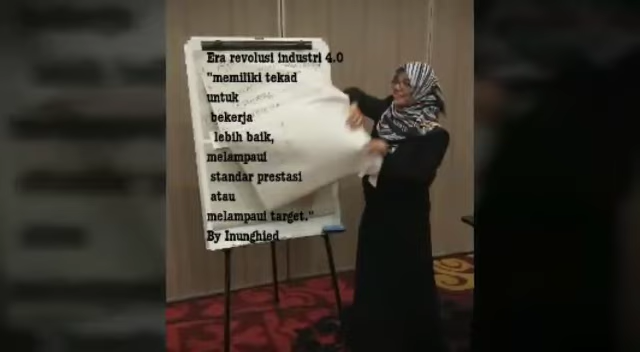 Era revolusi industri 4.0
"memiliki tekad
untuk
bekerja
lebih baik,
melampaui
standar prestasi
atau
melampaui target."
By Inunghied